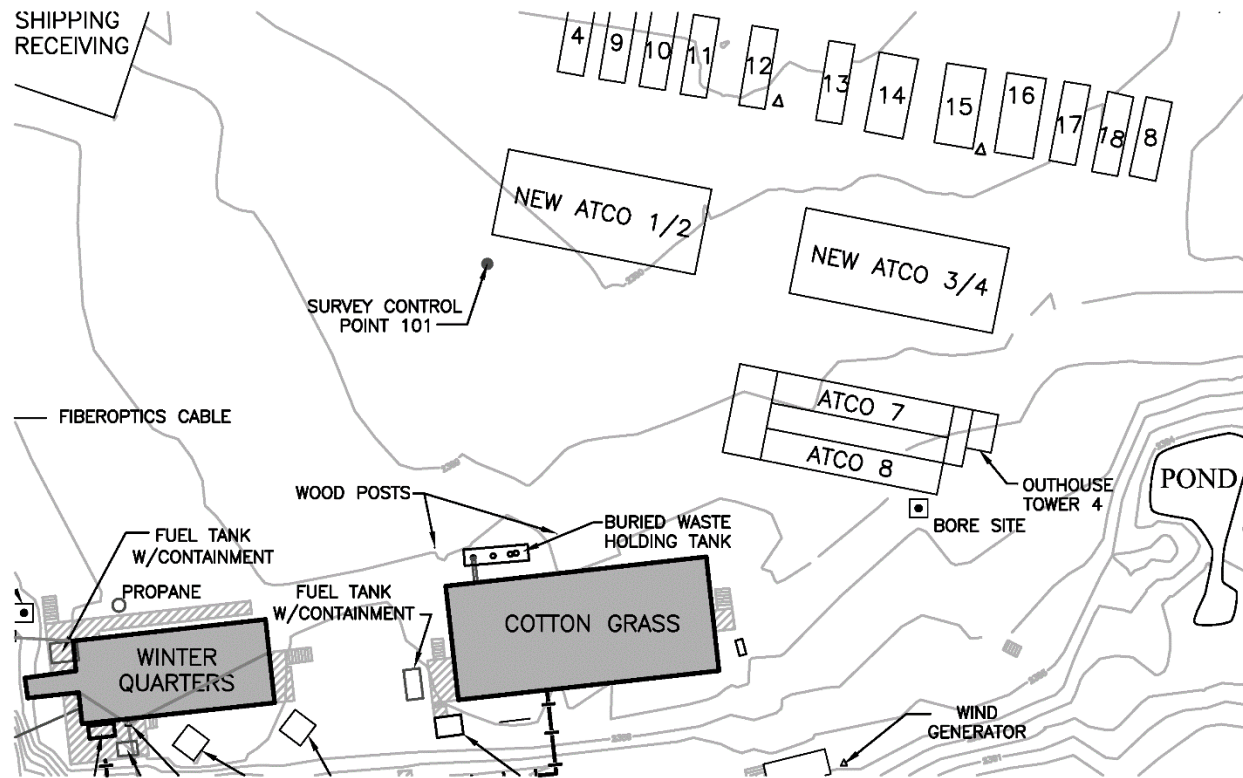 SHIPPING
RECEIVING
4
9
10
11
12
13
14
15
16
17
18
8
NEW ATCO 1/2
NEW ATCO 3/4
SURVEY CONTROL
POINT 101
FIBEROPTICS CABLE
ATCO 7
ATCO 8
OUTHOUSE
TOWER 4
POND
BORE SITE
WOOD POSTS
BURIED WASTE
HOLDING TANK
FUEL TANK
W/CONTAINMENT
PROPANE
FUEL TANK
W/CONTAINMENT
COTTON GRASS
WINTER
QUARTERS
WIND
GENERATOR